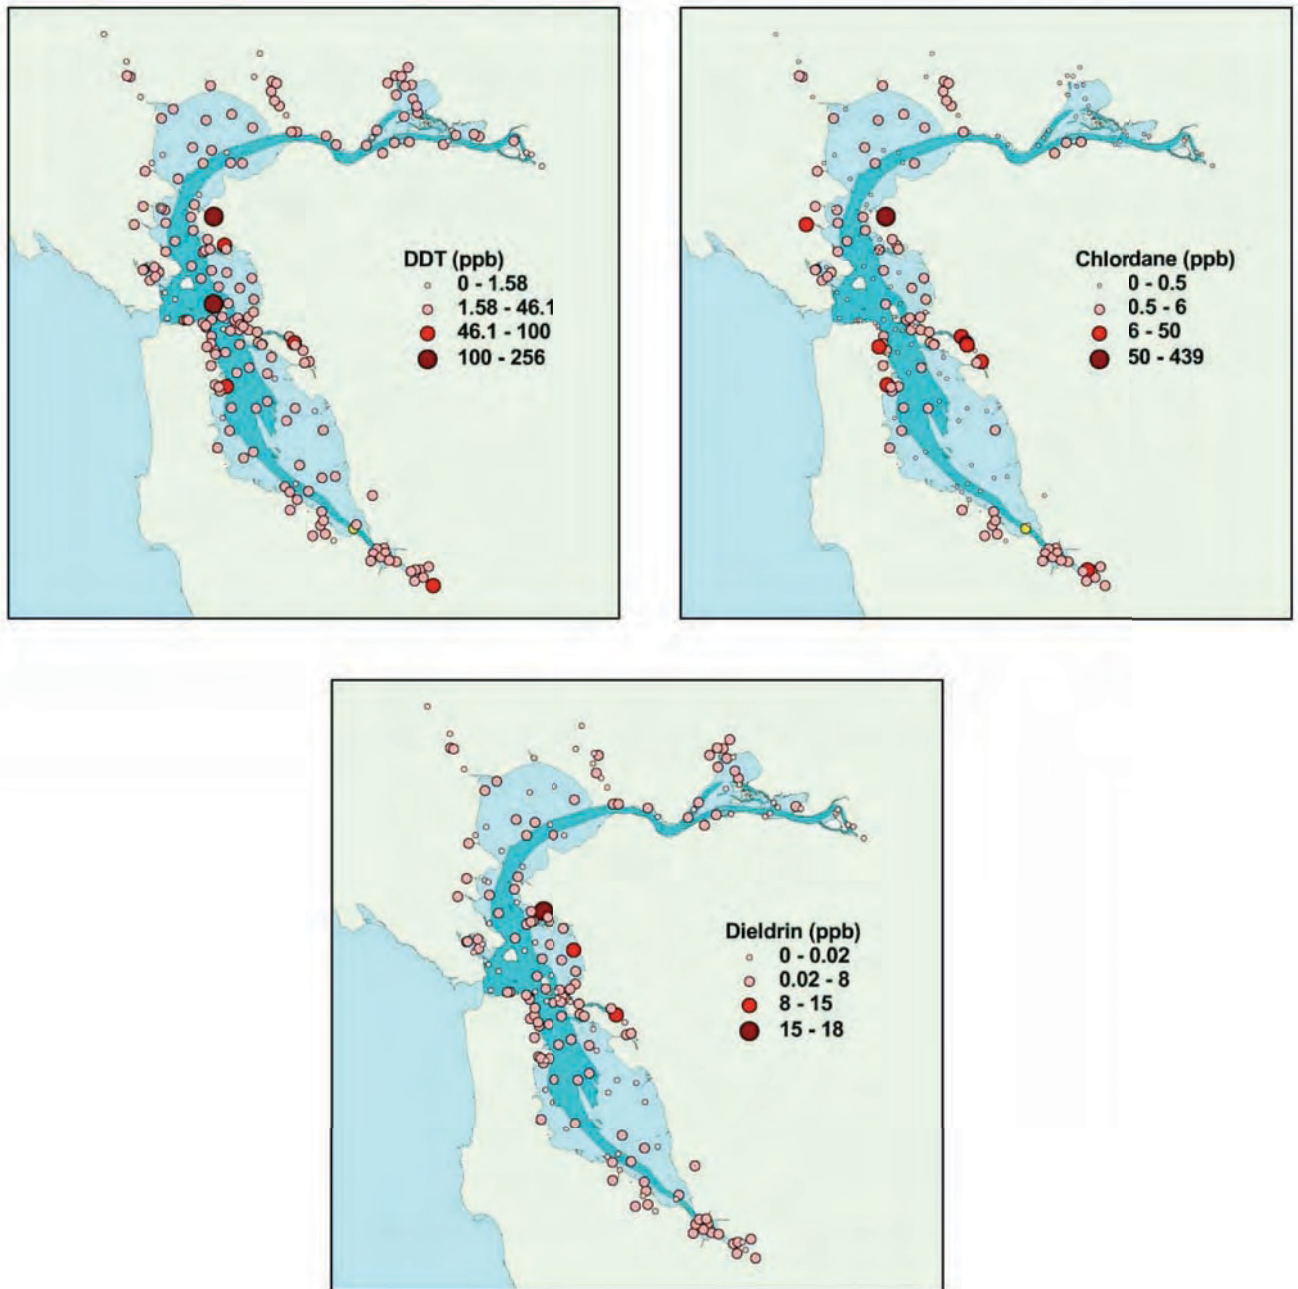 DDT (ppb)
0 - 1.58
1.58 - 46.1
46.1 - 100
100 - 256
Chlordane (ppb)
0 - 0.5
0.5 - 6
6 - 50
50 - 439
Dieldrin (ppb)
0 - 0.02
0.02 - 8
8 - 15
15 - 18